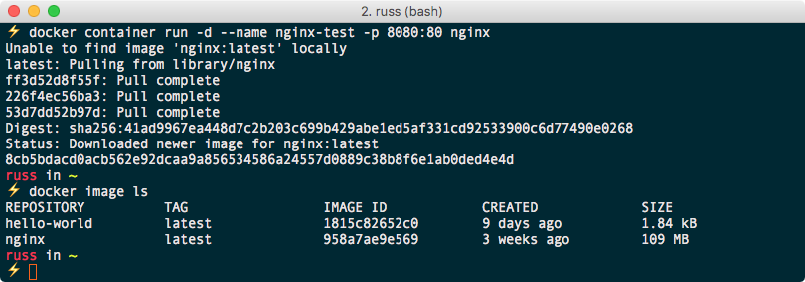 2. russ (bash)
⚡ docker container run -d --name nginx-test -p 8080:80 nginx
Unable to find image 'nginx:latest' locally
latest: Pulling from library/nginx
ff3d52d8f55f: Pull complete
226f4ec56ba3: Pull complete
53d7dd52b97d: Pull complete
Digest: sha256:41ad9967ea448d7c2b203c699b429abe1ed5af331cd92533900c6d77490e0268
Status: Downloaded newer image for nginx:latest
8cb5bdacd0acb562e92dcaa9a856534586a24557d0889c38b8f6e1ab0ded4e4d
russ in ~
⚡ docker image ls
REPOSITORY TAG IMAGE ID CREATED SIZE
hello-world latest 1815c82652c0 9 days ago 1.84 kB
nginx latest 958a7ae9e569 3 weeks ago 109 MB
russ in ~
⚡